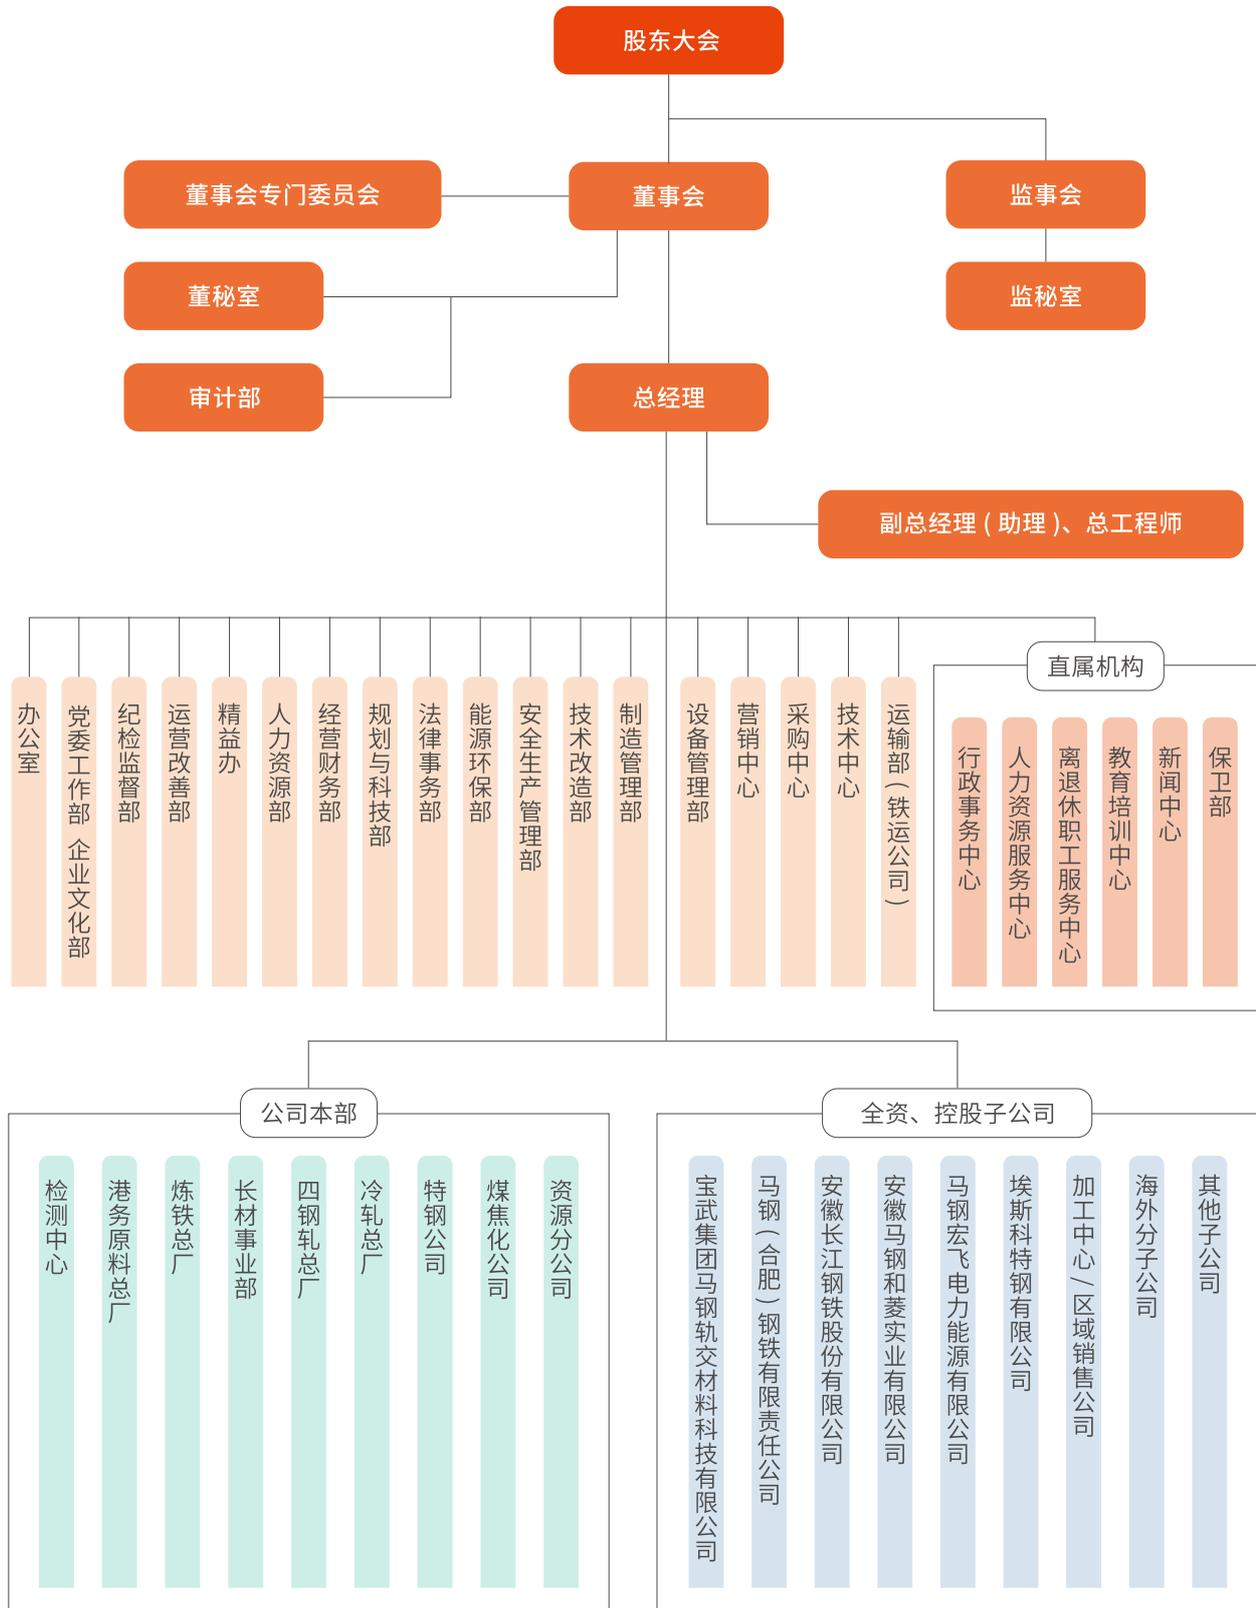 股东大会
董事会专门委员会
董事会
监事会
董秘室
监秘室
审计部
总经理
副总经理 ( 助理 )、总工程师
办公室
党委工作部 企业文化部
纪检监督部
运营改善部
精益办
人力资源部
经营财务部
规划与科技部
法律事务部
能源环保部
安全生产管理部
技术改造部
制造管理部
设备管理部
营销中心
采购中心
技术中心
运输部 ( 铁运公司 )
直属机构
行政事务中心
人力资源服务中心
离退休职工服务中心
教育培训中心
新闻中心
保卫部
公司本部
检测中心
港务原料总厂
炼铁总厂
长材事业部
四钢轧总厂
冷轧总厂
特钢公司
煤焦化公司
资源分公司
全资、控股子公司
宝武集团马钢轨交材料科技有限公司
马钢 ( 合肥 ) 钢铁有限责任公司
安徽长江钢铁股份有限公司
安徽马钢和菱实业有限公司
马钢宏飞电力能源有限公司
埃斯科特钢有限公司
加工中心 / 区域销售公司
海外分子公司
其他子公司